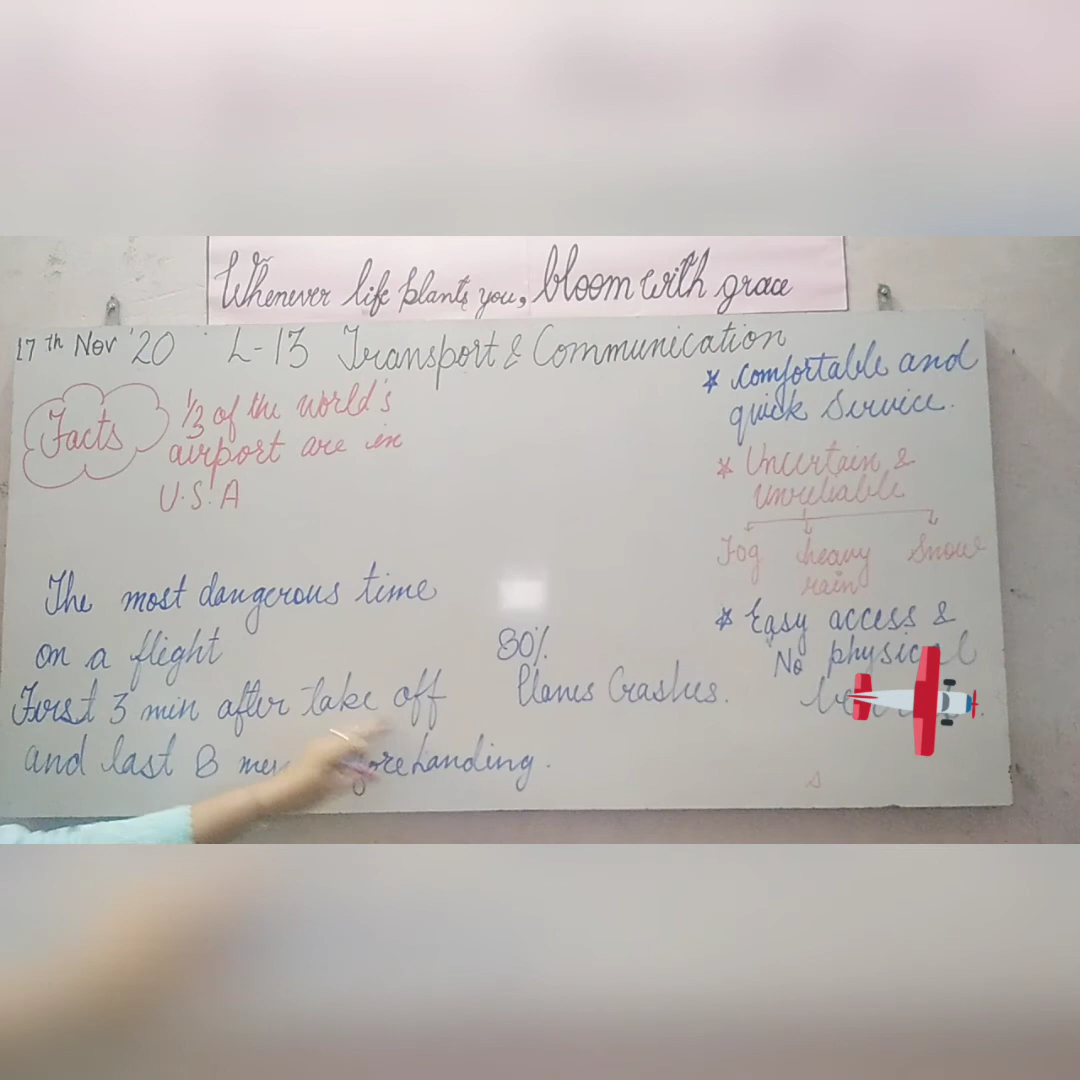 Whenever life plants you, bloom with grace
17th Nov '20 L-13 Transport & Communication
Facts
1/3 of the world's
airport are in
U.S.A
The most dangerous time
on a flight
First 3 min after take off
and last 8 handing.
80%
Planes Crashes.
* Comfortable and
quick Service.
* Uncertain &
unreliable
Fog heavy Snow
rain
* Easy access &
No physical